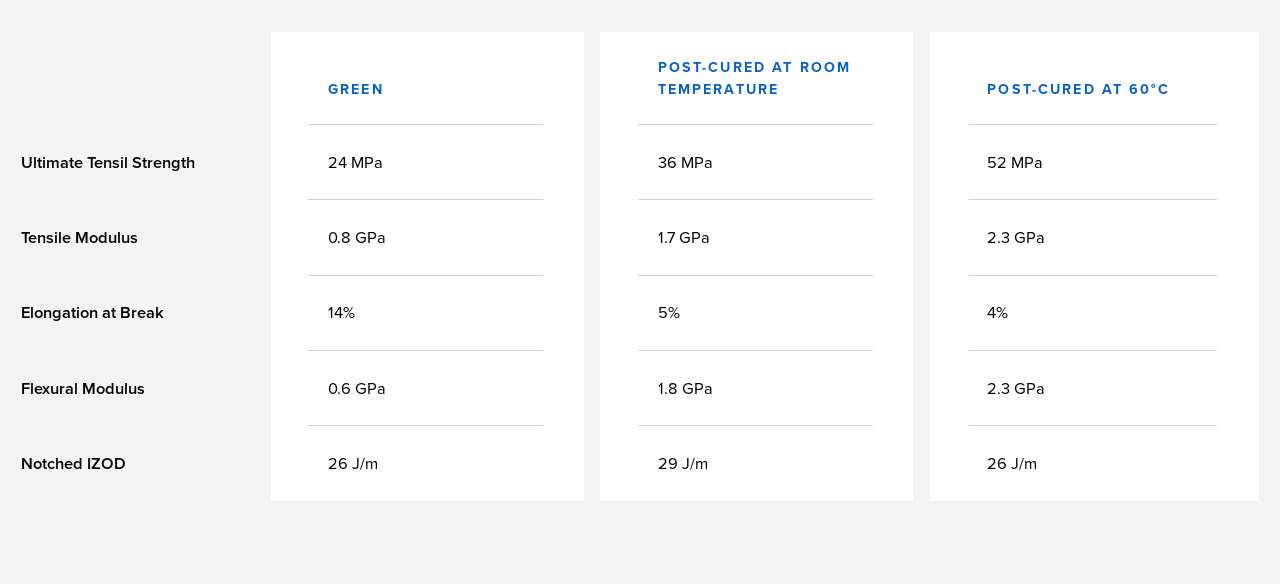 GREEN
POST-CURED AT ROOM
TEMPERATURE
POST-CURED AT 60°C
Ultimate Tensil Strength 24 MPa 36 MPa 52 MPa
Tensile Modulus 0.8 GPa 1.7 GPa 2.3 GPa
Elongation at Break 14% 5% 4%
Flexural Modulus 0.6 GPa 1.8 GPa 2.3 GPa
Notched IZOD 26 J/m 29 J/m 26 J/m